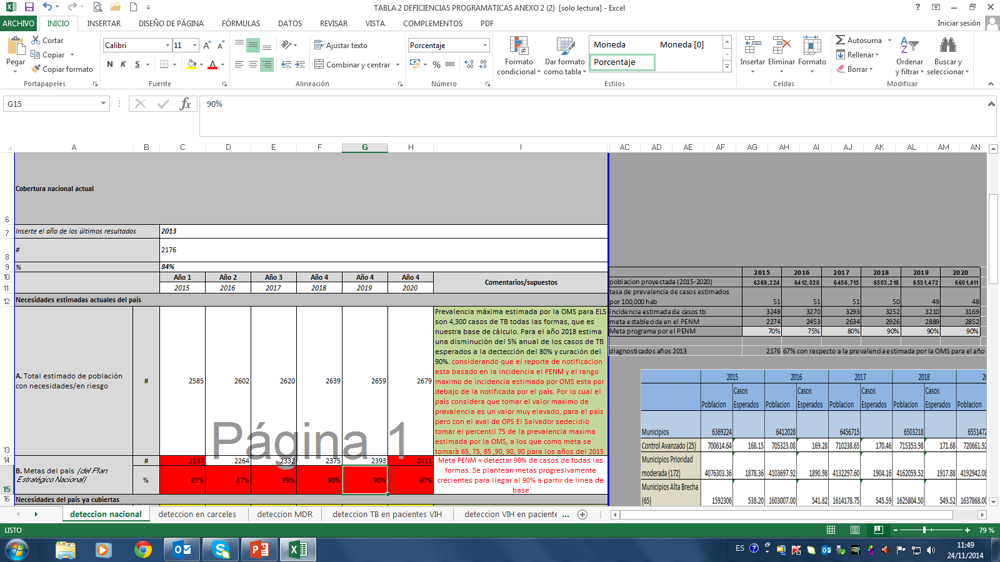 TABLA 2 DEFICIENCIAS PROGRAMATICAS ANEXO 2 (2) [solo lectura] - Excel
ARCHIVO INICIO INSERTAR DISEÑO DE PÁGINA FÓRMULAS DATOS REVISAR VISTA COMPLEMENTOS PDF Iniciar sesión
Pegar
Cortar
Copiar
Copiar formato
Portapapeles
Calibri 11
N K S
Fuente
Ajustar texto
Combinar y centrar
Alineación
Porcentaje
% 000
Número
Formato condicional
Dar formato como tabla
Moneda Moneda [0]
Porcentaje
Estilos
Insertar Eliminar Formato
Celdas
Autosuma
Rellenar
Borrar
Ordenar y filtrar
Buscar y seleccionar
Modificar
G15 fx 90%
A B C D E F G H I AC AD AE AF AG AH AI AJ AK AL AM AN
Cobertura nacional actual
6
7 Inserte el año de los últimos resultados 2013
8 # 2176
9 % 84%
10 Año 1 Año 2 Año 3 Año 4 Año 4 Año 4
11 2015 2016 2017 2018 2019 2020
Comentarios/supuestos
12 Necesidades estimadas actuales del país
A. Total estimado de población
con necesidades/en riesgo
# 2585 2602 2620 2639 2659 2679
13
Prevalencia máxima estimada por la OMS para ELS
son 4,300 casos de TB todas las formas, que es
nuestra base de cálculo. Para el año 2018 estima
una disminución del 5% anual de los casos de TB
esperados a la dectección del 80% y curación del
90%. considerando que el reporte de notificacion
esta basado en la incidencia el PENM y el rango
maximo de incidencia estimada por OMS esta por
debajo de la notificada por el paìs. Por lo cual el
paìs considera que tomar el valor maximo de
prevalencia es un valor muy elevado, para el paìs
pero con el aval de OPS El Salvador sedecidiò
tomar el percentil 75 de la prevalencia maxima
estimada por la OMS, a los que como meta se
tomarà 65, 75, 85 ,90, 90, 90 para los años del 2015
Página 1
14 # 2197 2264 2332 2375 2393 2411
B. Metas del país (del Plan
Estratégico Nacional)
15 % 85% 87% 89% 90% 90% 90%
Meta PENM = detectar 90% de casos de todas las
formas. Se plantean metas progresivamente
crecientes para llegar al 90% a partir de linea de
base
16 Necesidades del país ya cubiertas
2015 2016 2017 2018 2019 2020
poblacion proyectada (2015-2020) 6369,224 6412,028 6456,715 6503,218 6551,472 6601,411
tasa de prevalencia de casos estimados
por 100,000 hab 51 51 51 50 49 48
incidencia estimada de casos tb 3248 3270 3293 3252 3210 3169
meta establecida en el PENM 2274 2453 2634 2926 2889 2852
Meta programa por el PENM 70% 75% 80% 90% 90% 90%
diagnosticados años 2013 2176 67% con respecto a la prevalencia estimada por la OMS para el año
2015 2016 2017 2018
Poblacion Casos Esperados Poblacion Casos Esperados Poblacion Casos Esperados Poblacion Casos Esperados Poblacion
Municipios 6369224 6412028 6456715 6503218 6551472
Control Avanzado (25) 700614.64 168.15 705323.08 169.28 710238.65 170.46 715353.98 171.68 720661.92
Municipios Prioridad
moderada (172) 4076303.36 1878.36 4103697.92 1890.98 4132297.60 1904.16 4162059.52 1917.88 4192942.08
Municipios Alta Brecha
(65) 1592306 538.20 1603007.00 541.82 1614178.75 545.59 1625804.50 549.52 1637868.00
deteccion nacional deteccion en carceles deteccion MDR deteccion TB en pacientes VIH deteccion VIH en paciente ...
LISTO 79 %
ES 11:49
24/11/2014